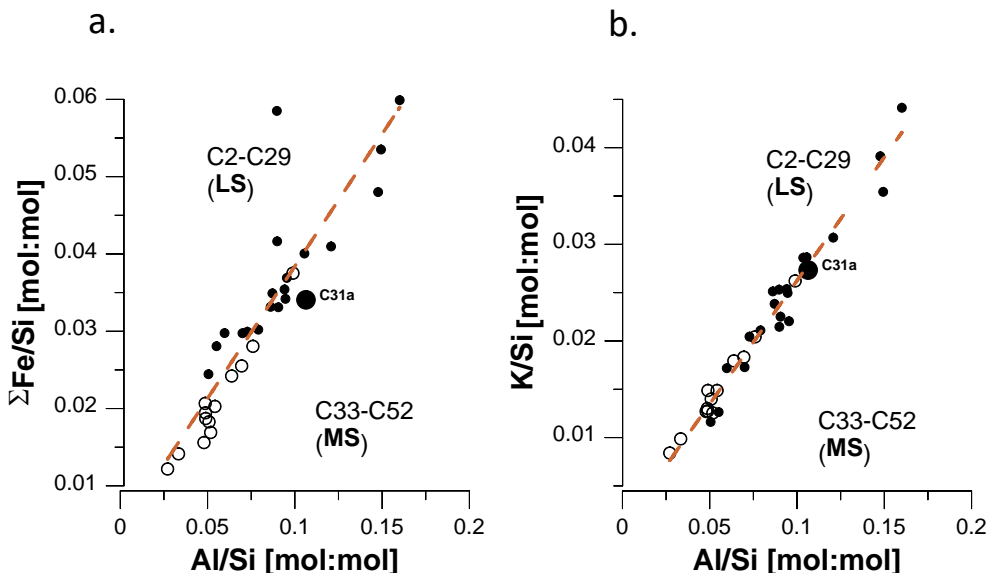 a.
0.06
0.05
0.04
0.03
0.02
0.01
ΣFe/Si [mol:mol]
C2-C29
(LS)
C31a
C33-C52
(MS)
0
0.05
0.1
0.15
0.2
Al/Si [mol:mol]
b.
0.04
0.03
0.02
0.01
K/Si [mol:mol]
C2-C29
(LS)
C31a
C33-C52
(MS)
0
0.05
0.1
0.15
0.2
Al/Si [mol:mol]